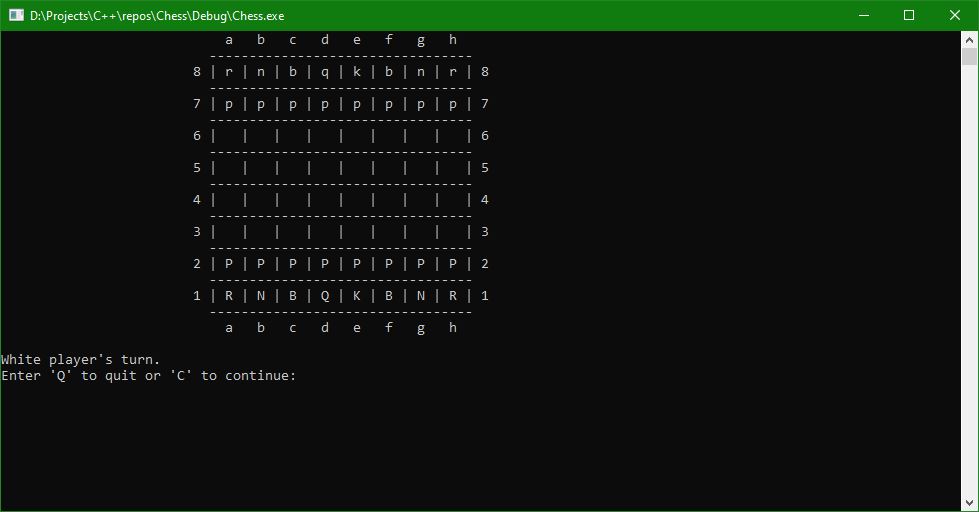 D:\Projects\C++\repos\Chess\Debug\Chess.exe
a b c d e f g h
---------------------------------
8 | r | n | b | q | k | b | n | r | 8
---------------------------------
7 | p | p | p | p | p | p | p | p | 7
---------------------------------
6 |   |   |   |   |   |   |   |   | 6
---------------------------------
5 |   |   |   |   |   |   |   |   | 5
---------------------------------
4 |   |   |   |   |   |   |   |   | 4
---------------------------------
3 |   |   |   |   |   |   |   |   | 3
---------------------------------
2 | P | P | P | P | P | P | P | P | 2
---------------------------------
1 | R | N | B | Q | K | B | N | R | 1
---------------------------------
a b c d e f g h
White player's turn.
Enter 'Q' to quit or 'C' to continue: